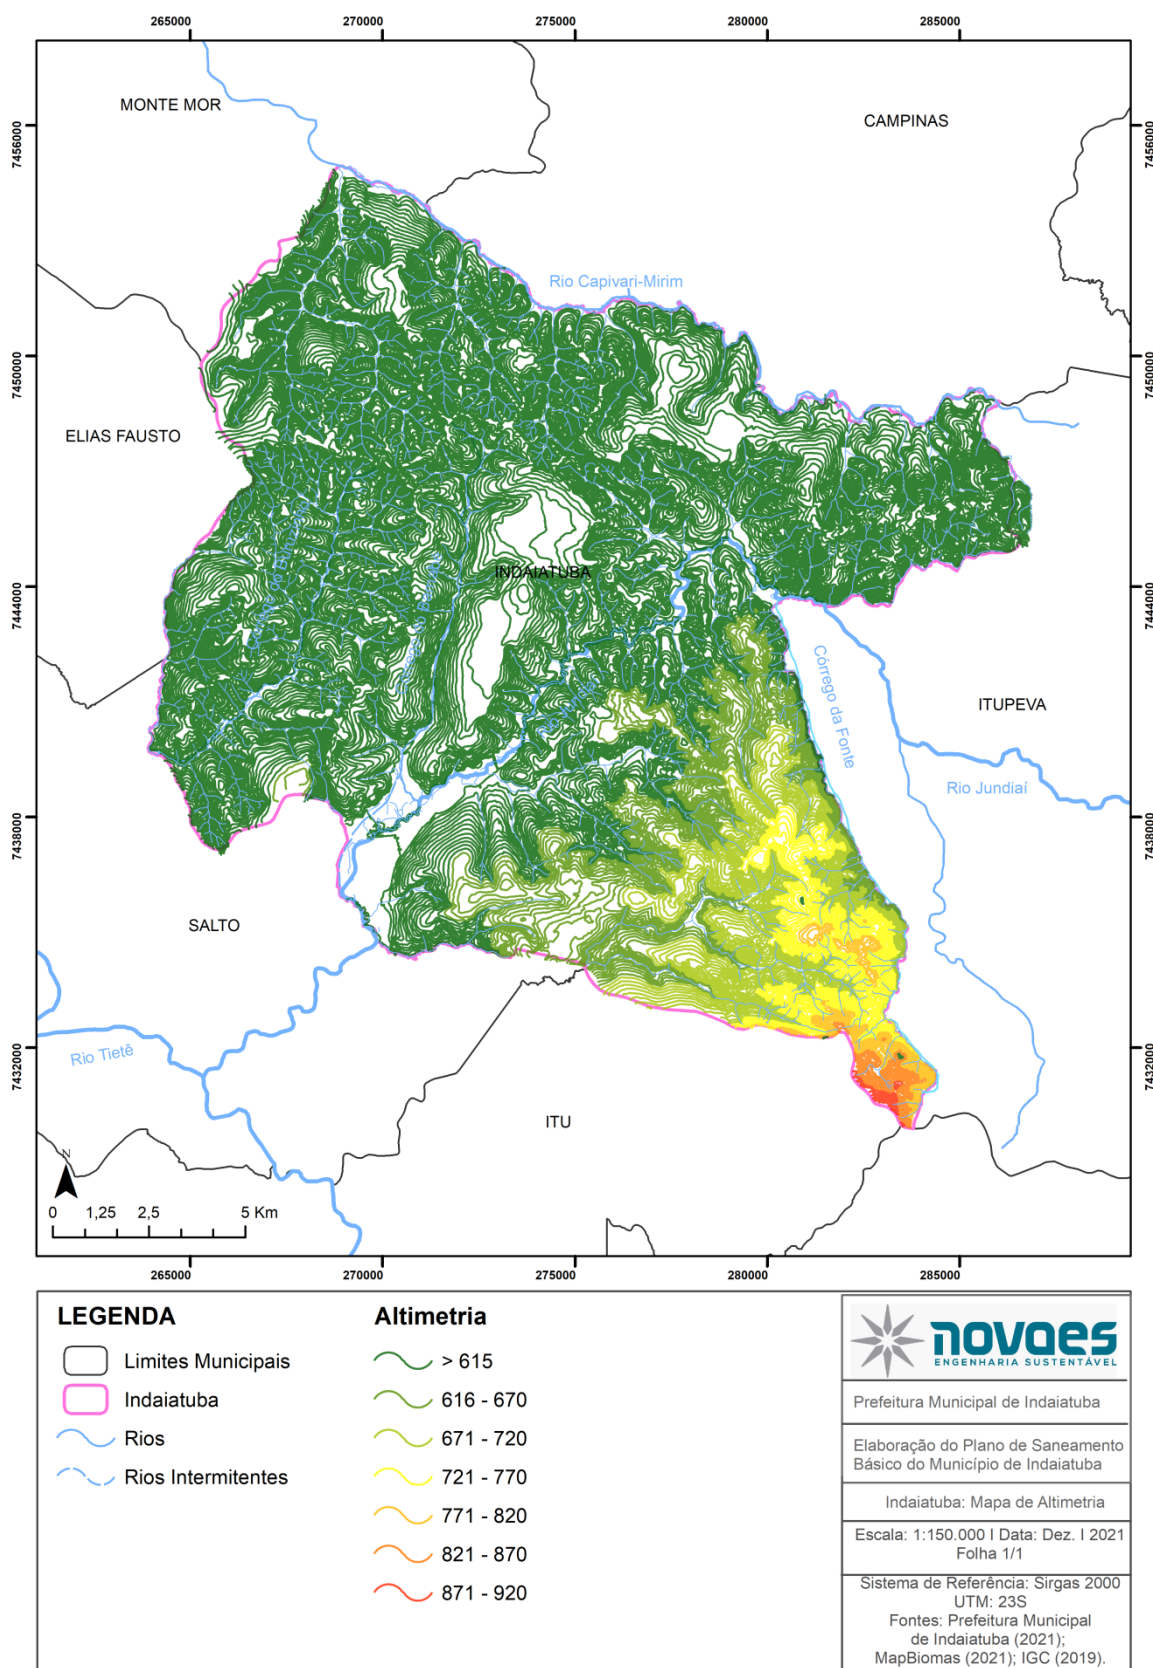 265000
270000
275000
280000
285000
7456000
7456000
MONTE MOR
CAMPINAS
Rio Capivari-Mirim
7450000
7450000
ELIAS FAUSTO
INDAIATUBA
7444000
7444000
Córrego da Fonte
ITUPEVA
Rio Jundiaí
7438000
7438000
SALTO
Rio Tietê
7432000
7432000
ITU
N
0 1,25 2,5 5 Km
265000
270000
275000
280000
285000
LEGENDA
Limites Municipais
Indaiatuba
Rios
Rios Intermitentes
Altimetria
> 615
616 - 670
671 - 720
721 - 770
771 - 820
821 - 870
871 - 920
novaes
ENGENHARIA SUSTENTÁVEL
Prefeitura Municipal de Indaiatuba
Elaboração do Plano de Saneamento
Básico do Município de Indaiatuba
Indaiatuba: Mapa de Altimetria
Escala: 1:150.000 I Data: Dez. I 2021
Folha 1/1
Sistema de Referência: Sirgas 2000
UTM: 23S
Fontes: Prefeitura Municipal
de Indaiatuba (2021);
MapBiomas (2021); IGC (2019).